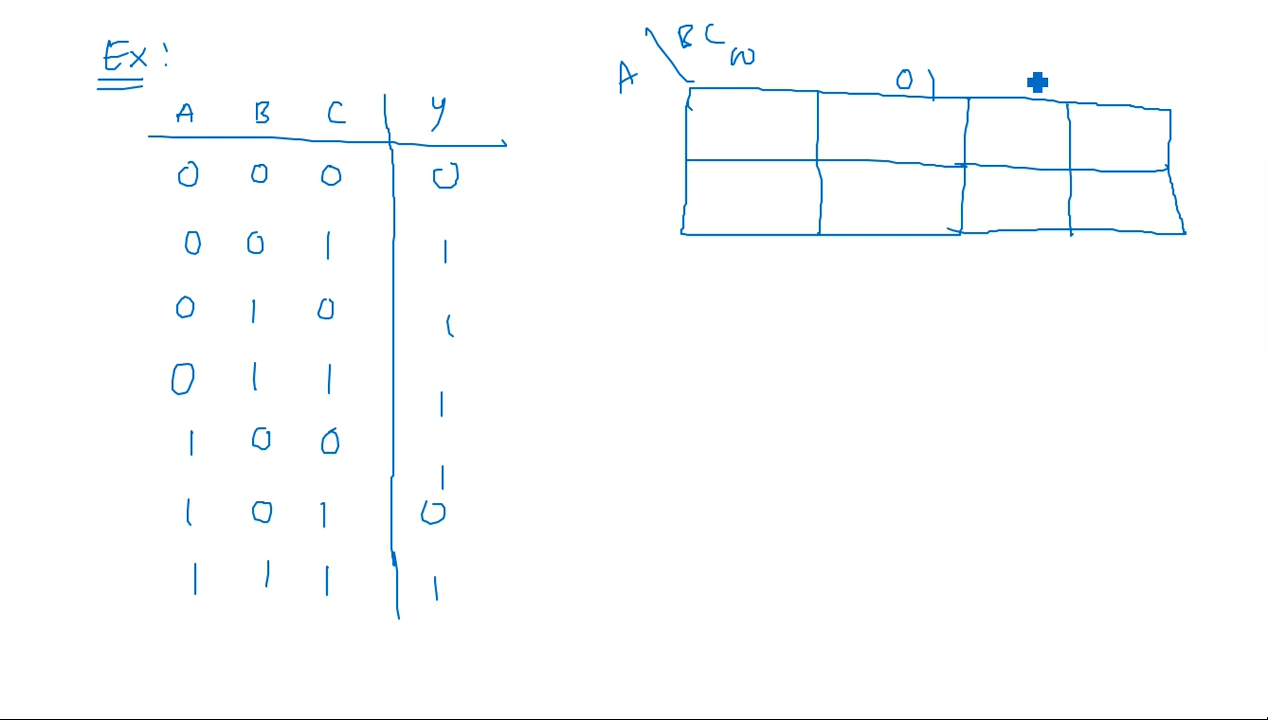 Ex:
A B C y
0 0 0 0
0 0 1 1
0 1 0 1
0 1 1 1
1 0 0 1
1 0 1 0
1 1 1 1
A \ BC 00 01